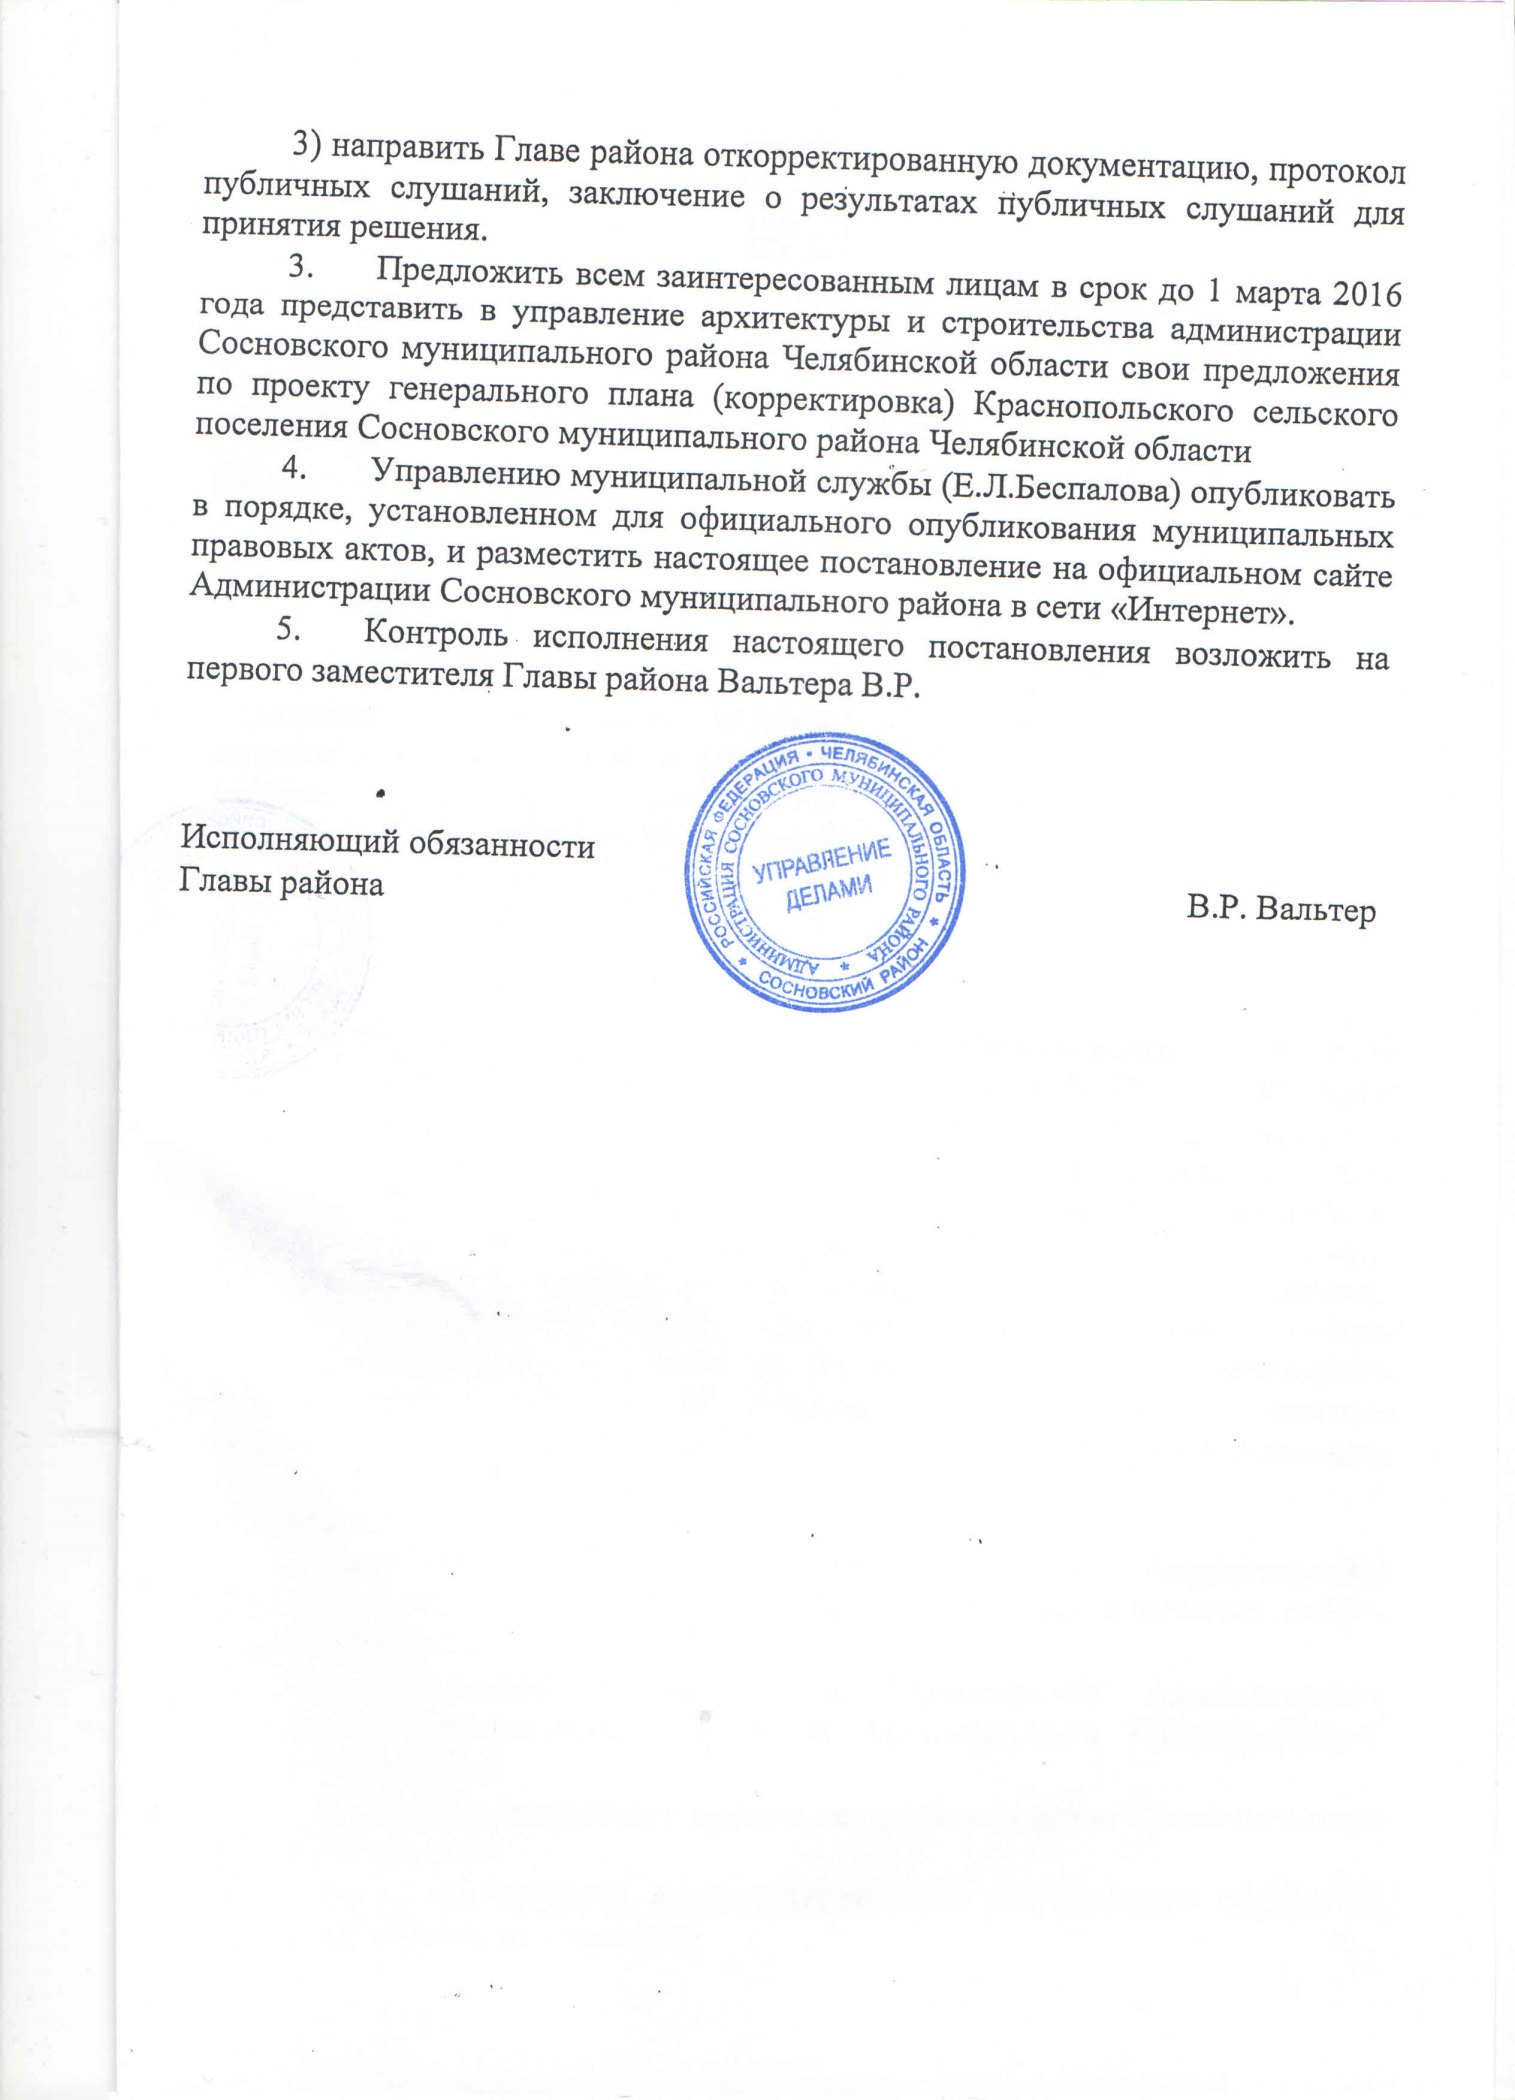 3) направить Главе района откорректированную документацию, протокол
публичных слушаний, заключение о результатах публичных слушаний для
принятия решения.
3. Предложить всем заинтересованным лицам в срок до 1 марта 2016
года представить в управление архитектуры и строительства администрации
Сосновского муниципального района Челябинской области свои предложения
по проекту генерального плана (корректировка) Краснопольского сельского
поселения Сосновского муниципального района Челябинской области
4. Управлению муниципальной службы (Е.Л.Беспалова) опубликовать
в порядке, установленном для официального опубликования муниципальных
правовых актов, и разместить настоящее постановление на официальном сайте
Администрации Сосновского муниципального района в сети «Интернет».
5. Контроль исполнения настоящего постановления возложить на
первого заместителя Главы района Вальтера В.Р.
Исполняющий обязанности
Главы района
РОССИЙСКАЯ ФЕДЕРАЦИЯ • ЧЕЛЯБИНСКАЯ ОБЛАСТЬ * СОСНОВСКИЙ РАЙОН *
АДМИНИСТРАЦИЯ СОСНОВСКОГО МУНИЦИПАЛЬНОГО РАЙОНА *
УПРАВЛЕНИЕ
ДЕЛАМИ
В.Р. Вальтер